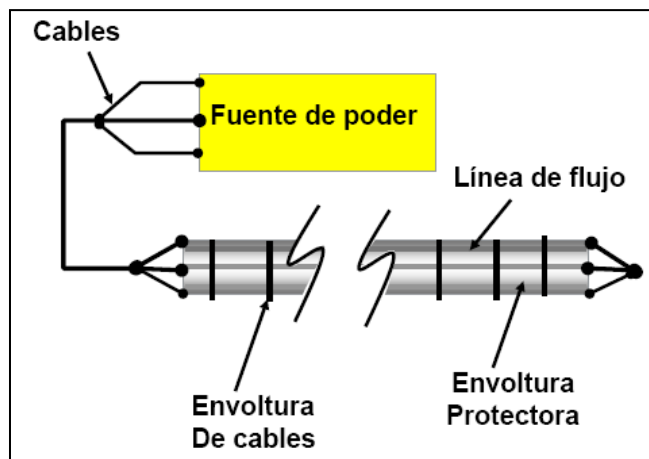 Cables
Fuente de poder
Línea de flujo
Envoltura
De cables
Envoltura
Protectora